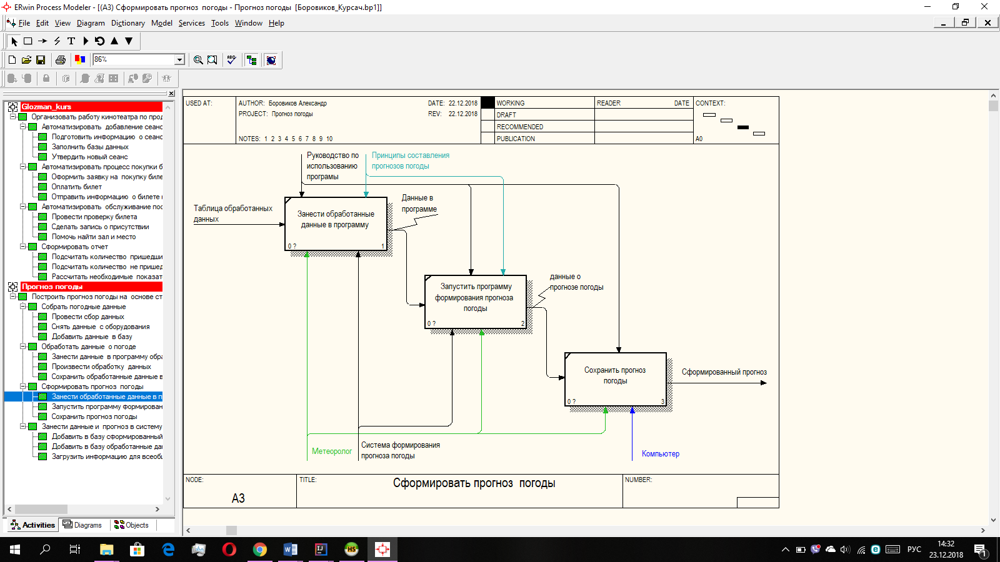 ERwin Process Modeler - [(A3) Сформировать прогноз  погоды - Прогноз погоды  [Боровиков_Курсач.bp1]]
File Edit View Diagram Dictionary Model Services Tools Window Help
86%
Glozman_kurs
Организовать работу кинотеатра по прод
Автоматизировать  добавление сеанс
Подготовить информацию  о сеанс
Заполнить базы данных
Утвердить новый сеанс
Автоматизировать процесс покупки б
Оформить заявку на  покупку биле
Оплатить билет
Отправить информацию  о билете
Автоматизировать  обслуживание пос
Провести проверку билета
Сделать запись о присутствии
Помочь найти зал и место
Сформировать отчет
Подсчитать количество  пришедши
Подсчитать количество  не пришед
Рассчитать необходимые  показат
Прогноз погоды
Построить прогноз погоды на  основе ст
Собрать погодные данные
Провести сбор данных
Снять данные  с оборудования
Добавить данные  в базу
Обработать данные  о погоде
Занести данные  в программу обра
Произвести обработку  данных
Сохранить обработанные данные в
Сформировать прогноз  погоды
Занести обработанные данные в п
Запустить программу формирован
Сохранить прогноз погоды
Занести данные и  прогноз в систему
Добавить в базу сформированный
Добавить в базу обработанные да
Загрузить информацию для всеоб
Activities Diagrams Objects
USED AT:
AUTHOR:  Боровиков Александр
DATE: 22.12.2018
PROJECT:  Прогноз погоды
REV: 22.12.2018
NOTES:  1  2  3  4  5  6  7  8  9  10
WORKING
DRAFT
RECOMMENDED
PUBLICATION
READER
DATE
CONTEXT:
A0
Руководство по
использованию
програмы
Принципы составления
прогнозов погоды
Таблица обработанных
данных
Занести обработанные
данные в программу
0 ?
1
Данные в
программе
Запустить программу
формирования прогноза
погоды
0 ?
2
данные о
прогнозе погоды
Сохранить прогноз
погоды
0 ?
3
Сформированный прогноз
Метеоролог
Система формирования
прогноза погоды
Компьютер
NODE:
A3
TITLE:
Сформировать прогноз  погоды
NUMBER:
HS
РУС
14:32
23.12.2018
1